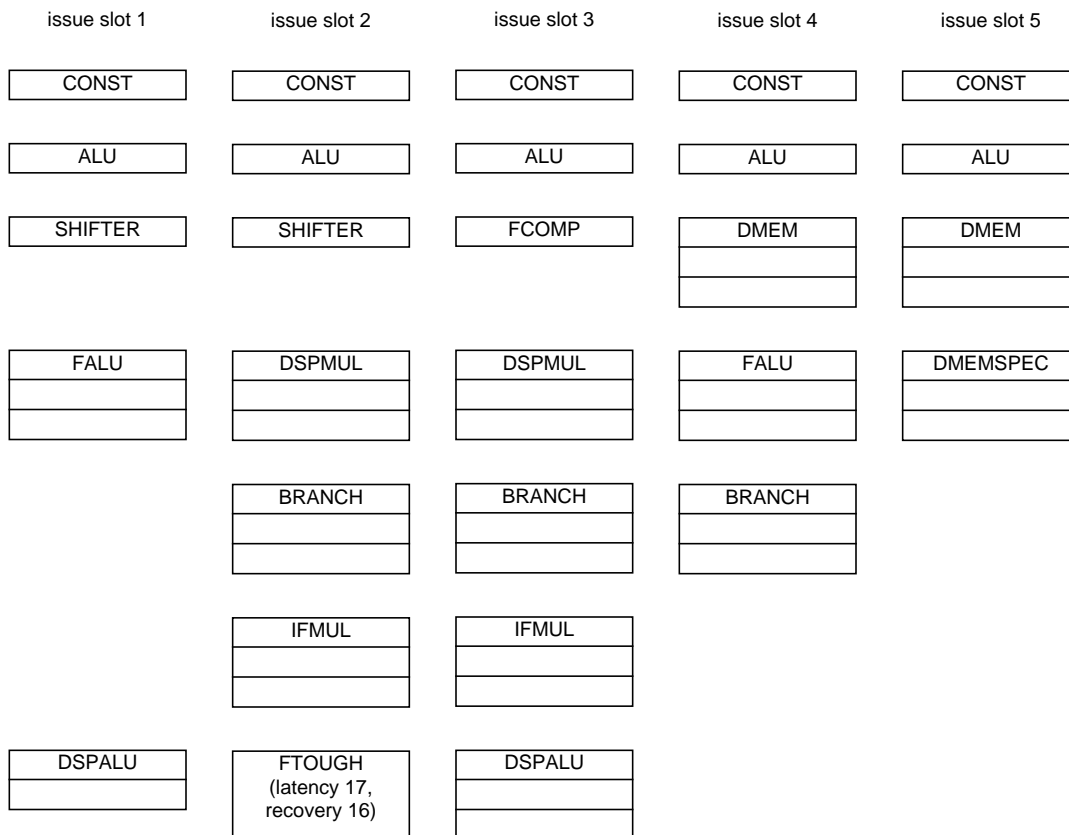 issue slot 1 issue slot 2 issue slot 3 issue slot 4 issue slot 5
CONST CONST CONST CONST CONST
ALU ALU ALU ALU ALU
SHIFTER SHIFTER FCOMP DMEM DMEM
FALU DSPMUL DSPMUL FALU DMEMSPEC
BRANCH BRANCH BRANCH
IFMUL IFMUL
DSPALU FTOUGH DSPALU
(latency 17,
recovery 16)